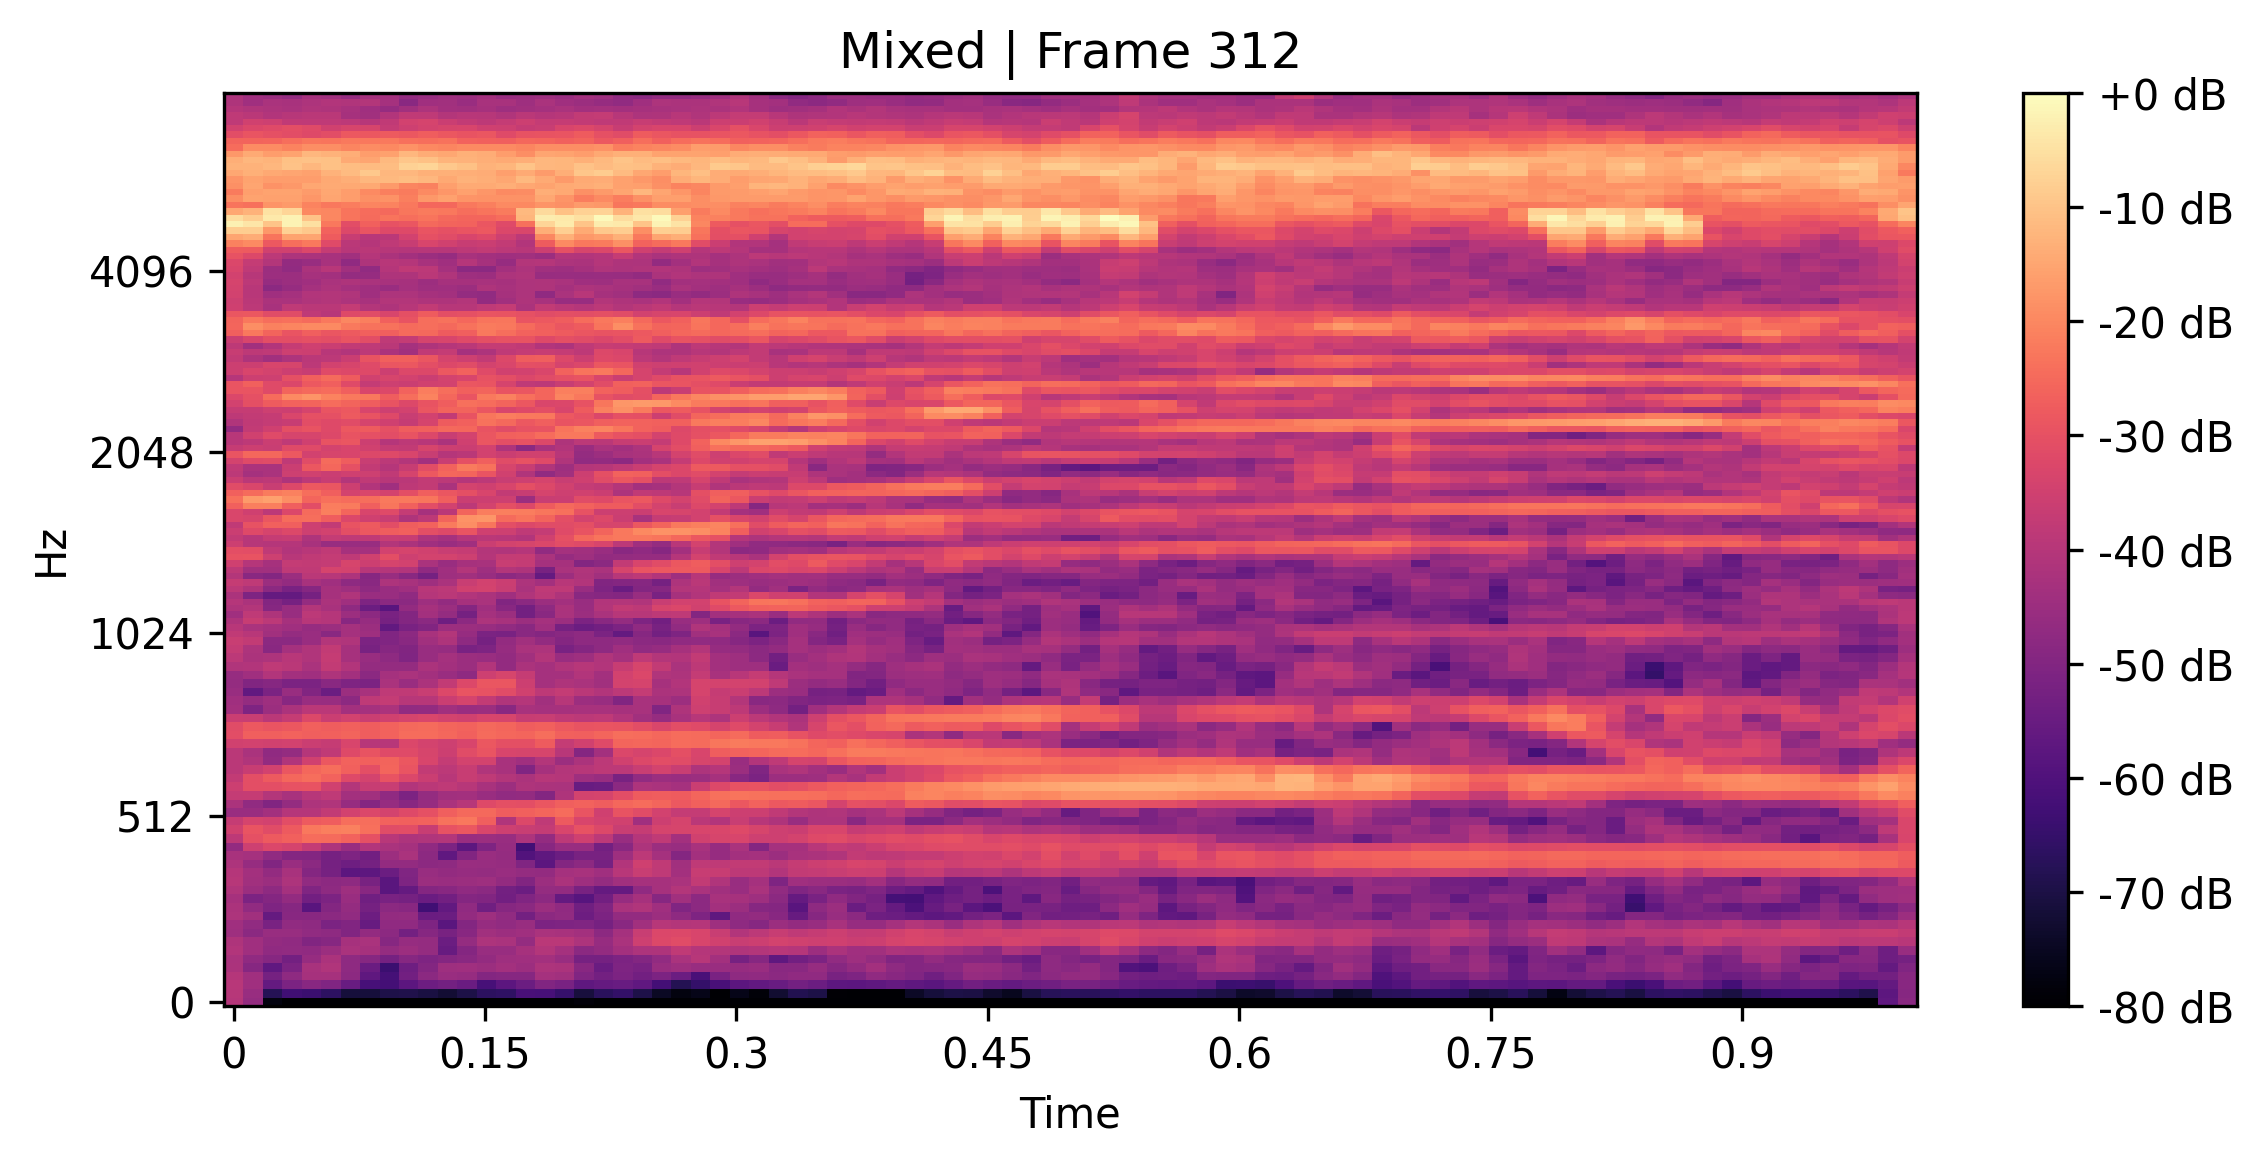 Mixed | Frame 312
+0 dB
-10 dB
-20 dB
-30 dB
-40 dB
-50 dB
-60 dB
-70 dB
-80 dB
4096
2048
1024
512
0
Hz
0 0.15 0.3 0.45 0.6 0.75 0.9
Time